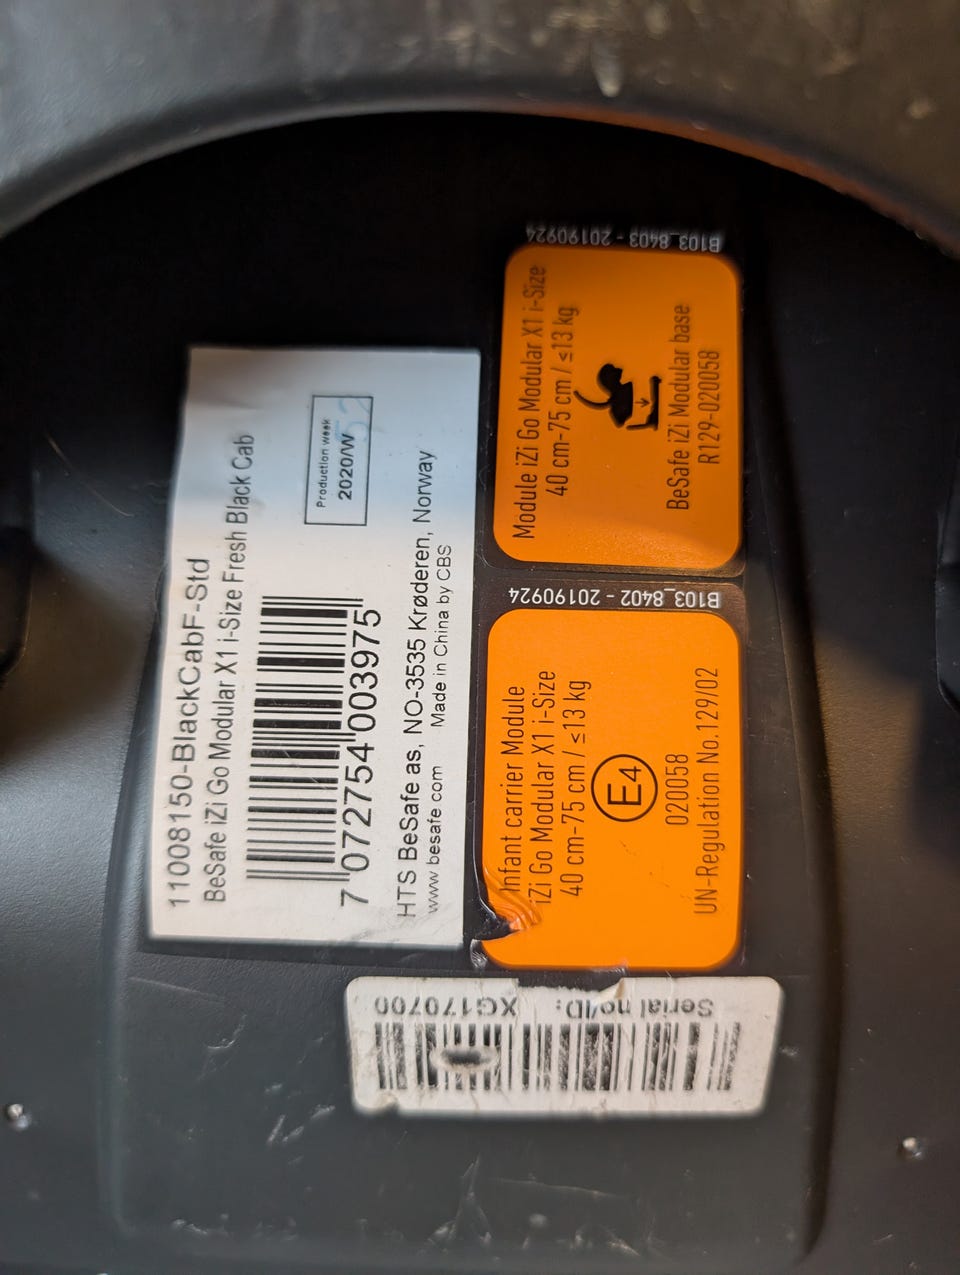 11008150-BlackCabF-Std
BeSafe iZi Go Modular X1 i-Size Fresh Black Cab
Production week
2020/W 52
7 072754 003975
HTS BeSafe as, NO-3535 Krøderen, Norway
www besafe com Made in China by CBS
B103_8403 - 20190924
Module iZi Go Modular X1 i-Size
40 cm-75 cm / ≤13 kg
BeSafe iZi Modular base
R129-020058
B103_8402 - 20190924
Infant carrier Module
iZi Go Modular X1 i-Size
40 cm-75 cm / ≤13 kg
E4
020058
UN-Regulation No.129/02
Serial no/ID: XG170700